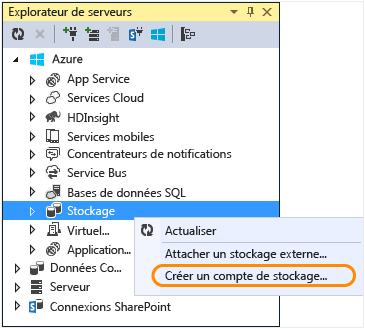 Explorateur de serveurs
Azure
App Service
Services Cloud
HDInsight
Services mobiles
Concentrateurs de notifications
Service Bus
Bases de données SQL
Stockage
Virtuel...
Application...
Données Co...
Serveur
Connexions SharePoint
Actualiser
Attacher un stockage externe...
Créer un compte de stockage...